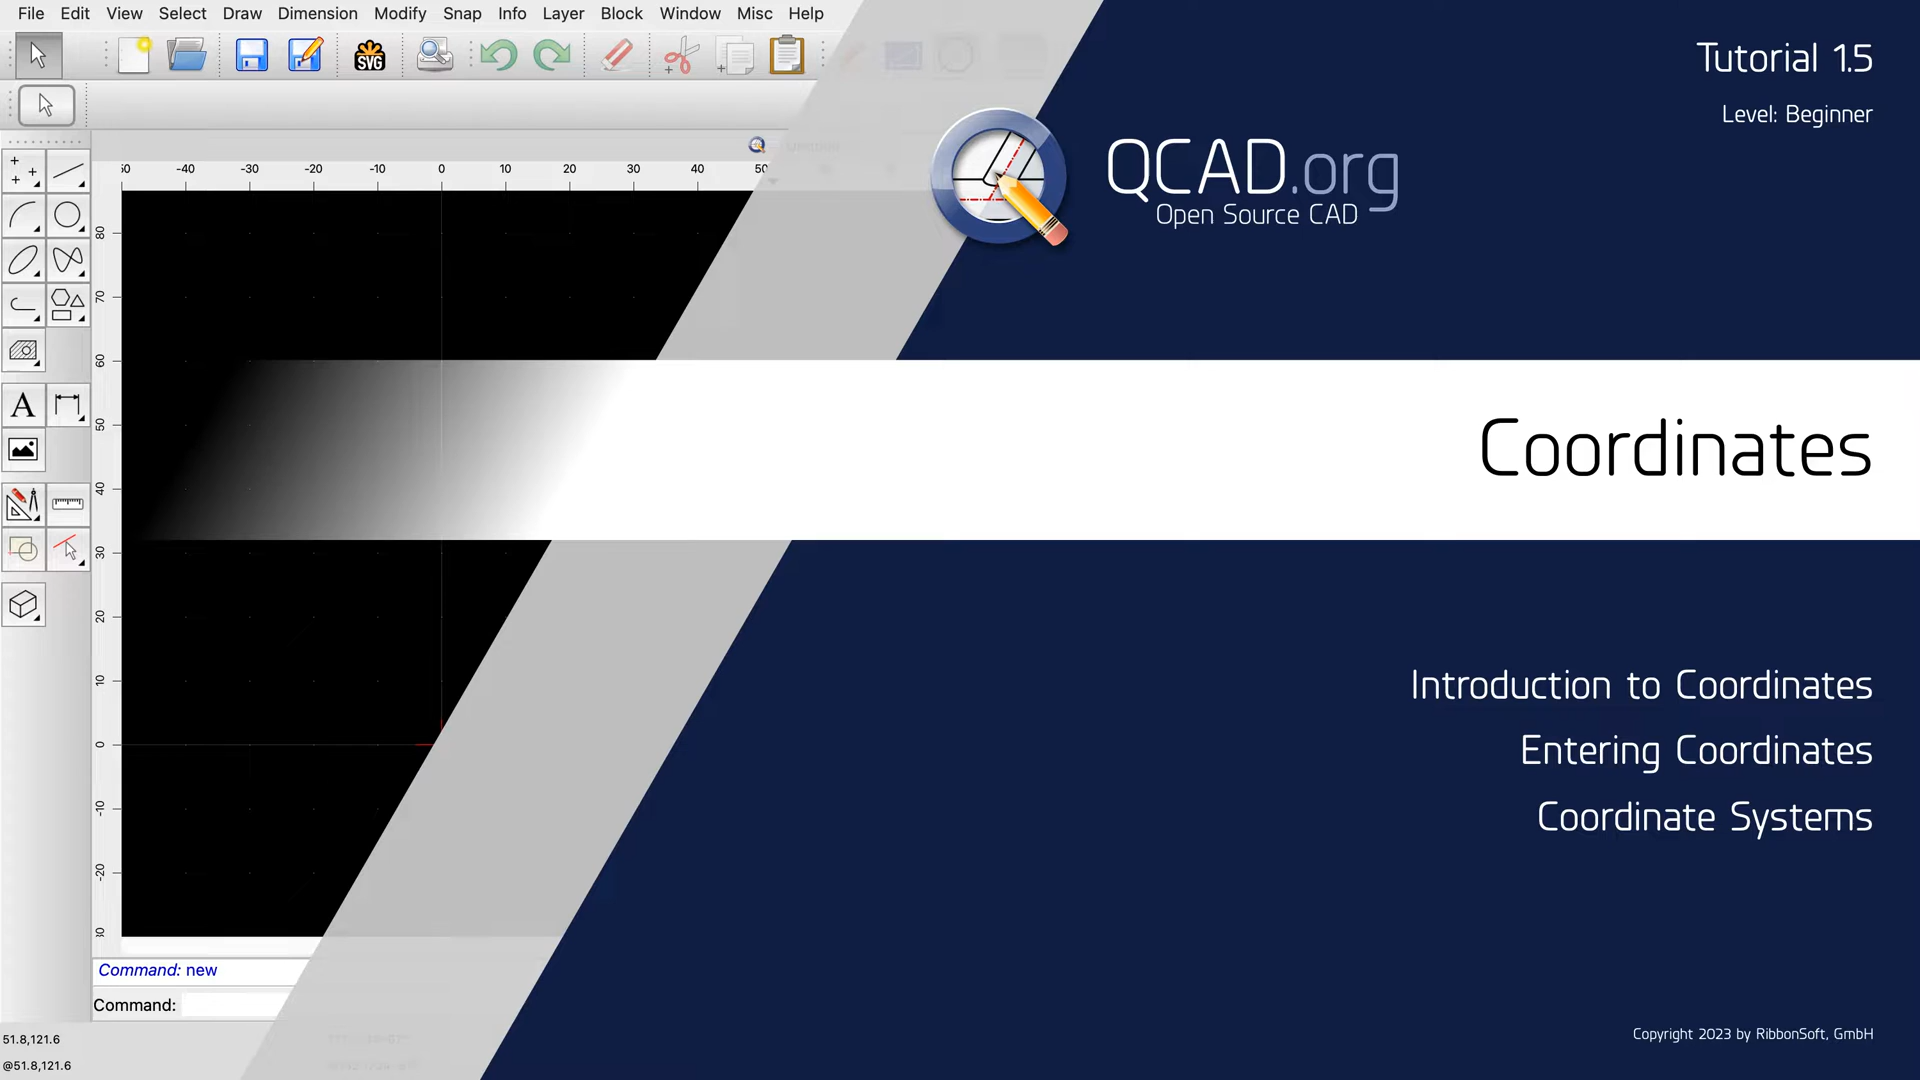 File Edit View Select Draw Dimension Modify Snap Info Layer Block Window Misc Help
SVG
-40 -30 -20 -10 0 10 20 30 40 50
80
70
60
50
40
30
20
10
0
-10
-20
A
Command: new
Command:
51.8,121.6
@51.8,121.6
Tutorial 1.5
Level: Beginner
QCAD.org
Open Source CAD
Coordinates
Introduction to Coordinates
Entering Coordinates
Coordinate Systems
Copyright 2023 by RibbonSoft, GmbH